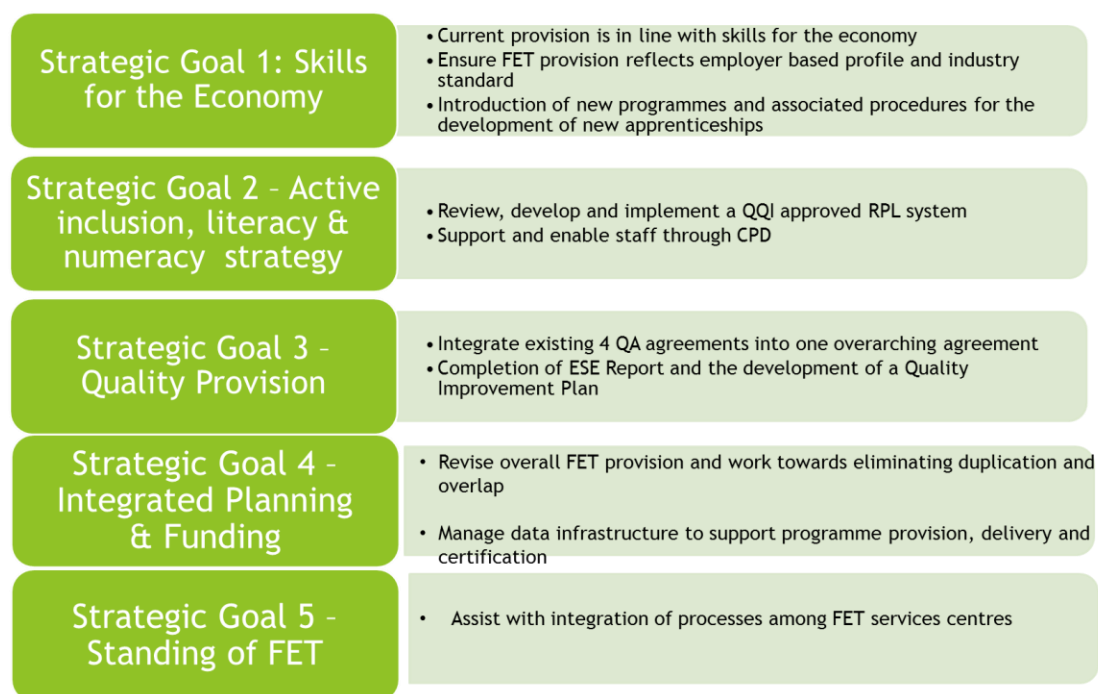 Strategic Goal 1: Skills
for the Economy
• Current provision is in line with skills for the economy
• Ensure FET provision reflects employer based profile and industry
standard
• Introduction of new programmes and associated procedures for the
development of new apprenticeships
Strategic Goal 2 – Active
inclusion, literacy &
numeracy strategy
• Review, develop and implement a QQI approved RPL system
• Support and enable staff through CPD
Strategic Goal 3 –
Quality Provision
• Integrate existing 4 QA agreements into one overarching agreement
• Completion of ESE Report and the development of a Quality
Improvement Plan
Strategic Goal 4 –
Integrated Planning
& Funding
• Revise overall FET provision and work towards eliminating duplication and
overlap
• Manage data infrastructure to support programme provision, delivery and
certification
Strategic Goal 5 –
Standing of FET
• Assist with integration of processes among FET services centres